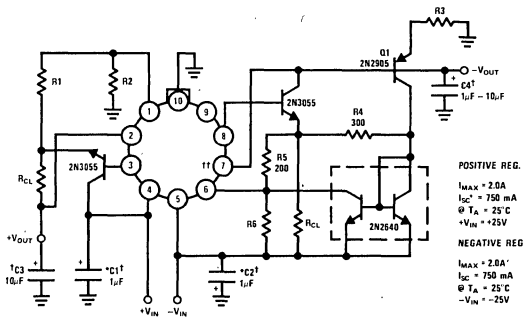 R3
Q1
2N2905
−VOUT
C4†
1μF – 10μF
R1
R2
1
10
9
2
8
2N3055
R4
300
3
2N3055
††
7
R5
200
RCL
4
5
6
R6
RCL
2N2640
+VOUT
†C3
10μF
*C1†
1μF
*C2†
1μF
+VIN
−VIN
POSITIVE REG.
IMAX = 2.0A
ISC* = 750 mA
@ TA = 25°C
+VIN = +25V
NEGATIVE REG
IMAX = 2.0A
ISC = 750 mA
@ TA = 25°C
−VIN = −25V